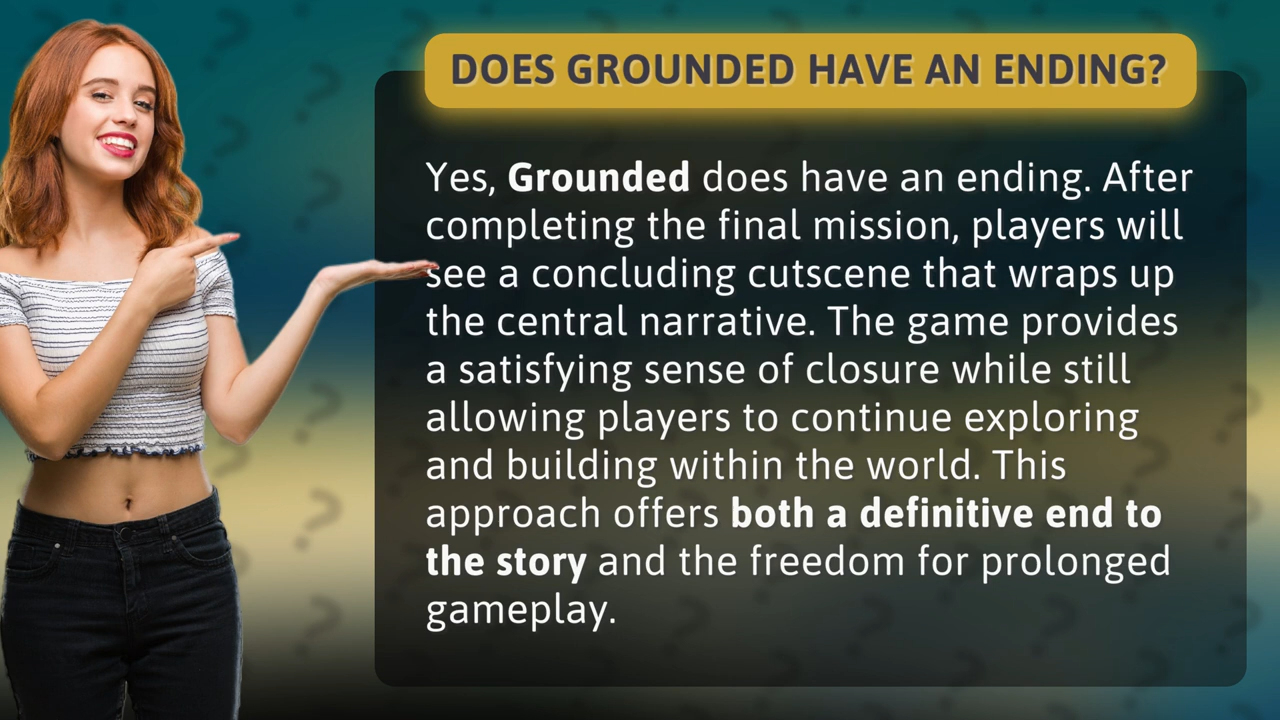 DOES GROUNDED HAVE AN ENDING?
Yes, Grounded does have an ending. After
completing the final mission, players will
see a concluding cutscene that wraps up
the central narrative. The game provides
a satisfying sense of closure while still
allowing players to continue exploring
and building within the world. This
approach offers both a definitive end to
the story and the freedom for prolonged
gameplay.